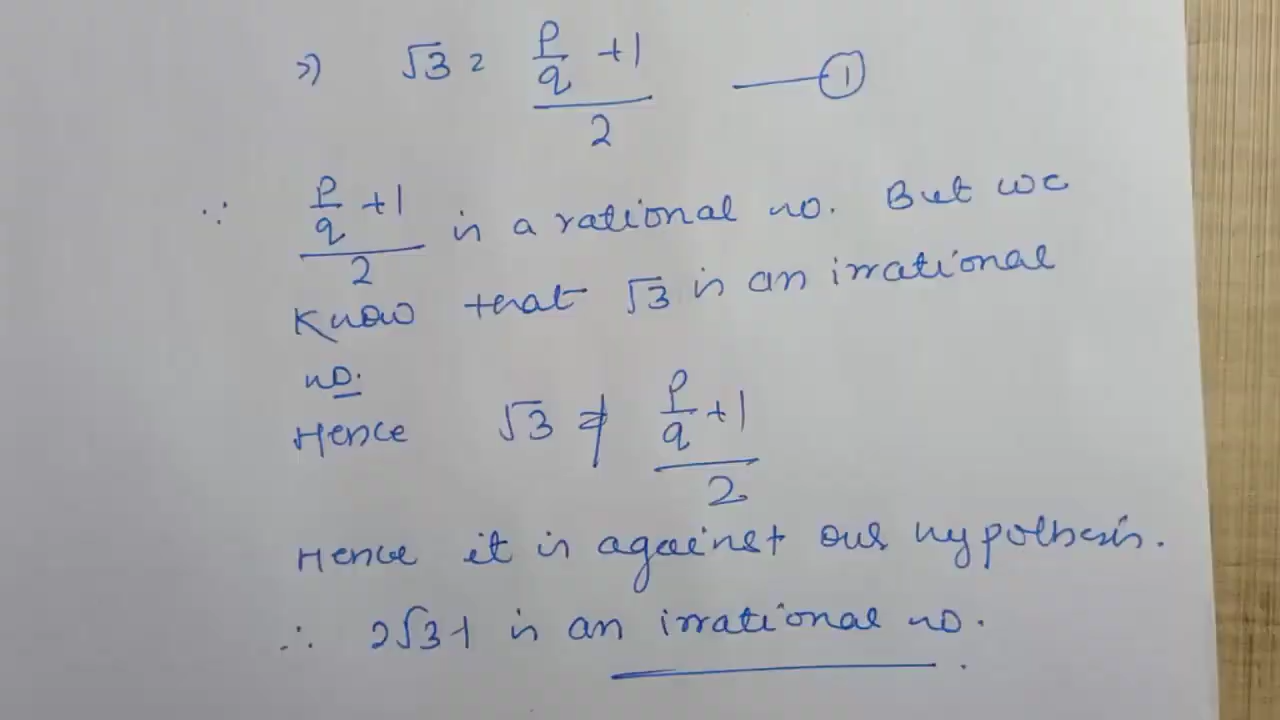 ⇒ √3 = (p/q + 1)/2 —— ①
∵ (p/q + 1)/2 is a rational no. But we
Know that √3 is an irrational
no.
Hence √3 ≠ (p/q + 1)/2
Hence it is against our hypothesis.
∴ 2√3-1 is an irrational no.